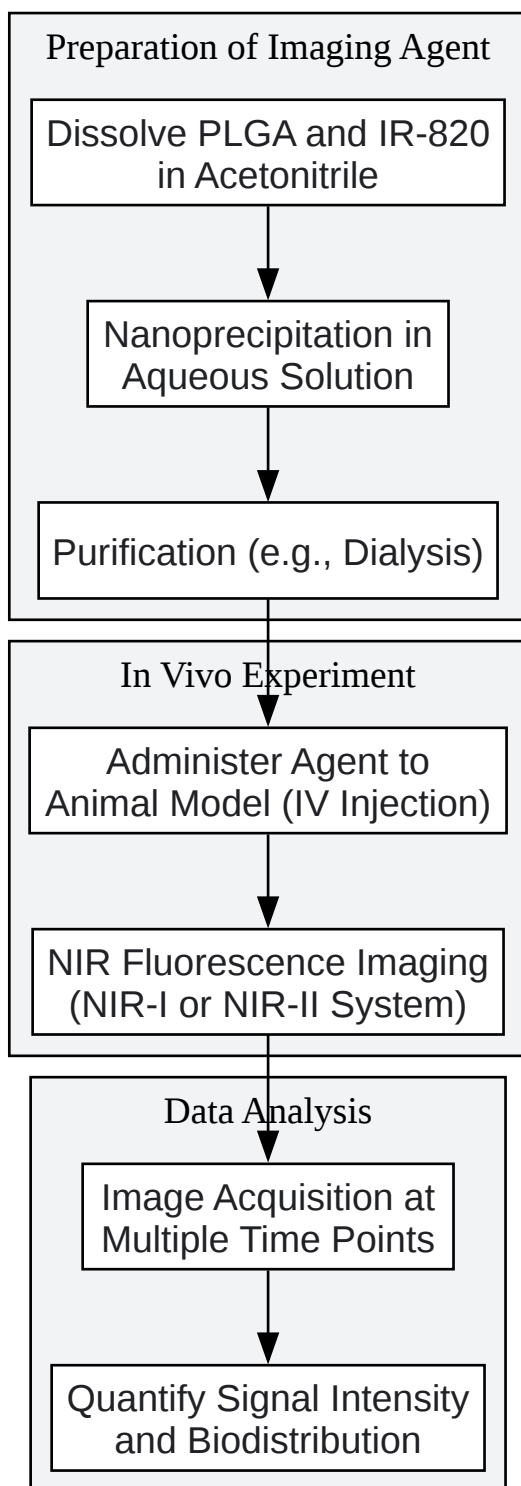 Preparation of Imaging Agent
Dissolve PLGA and IR-820
in Acetonitrile
Nanoprecipitation in
Aqueous Solution
Purification (e.g., Dialysis)
In Vivo Experiment
Administer Agent to
Animal Model (IV Injection)
NIR Fluorescence Imaging
(NIR-I or NIR-II System)
Data Analysis
Image Acquisition at
Multiple Time Points
Quantify Signal Intensity
and Biodistribution